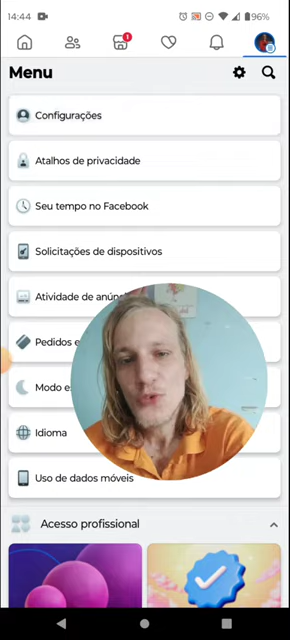 14:44
96%
1
Menu
Configurações
Atalhos de privacidade
Seu tempo no Facebook
Solicitações de dispositivos
Atividade de
Pedidos e
Modo
Idioma
Uso de dados móveis
Acesso profissional